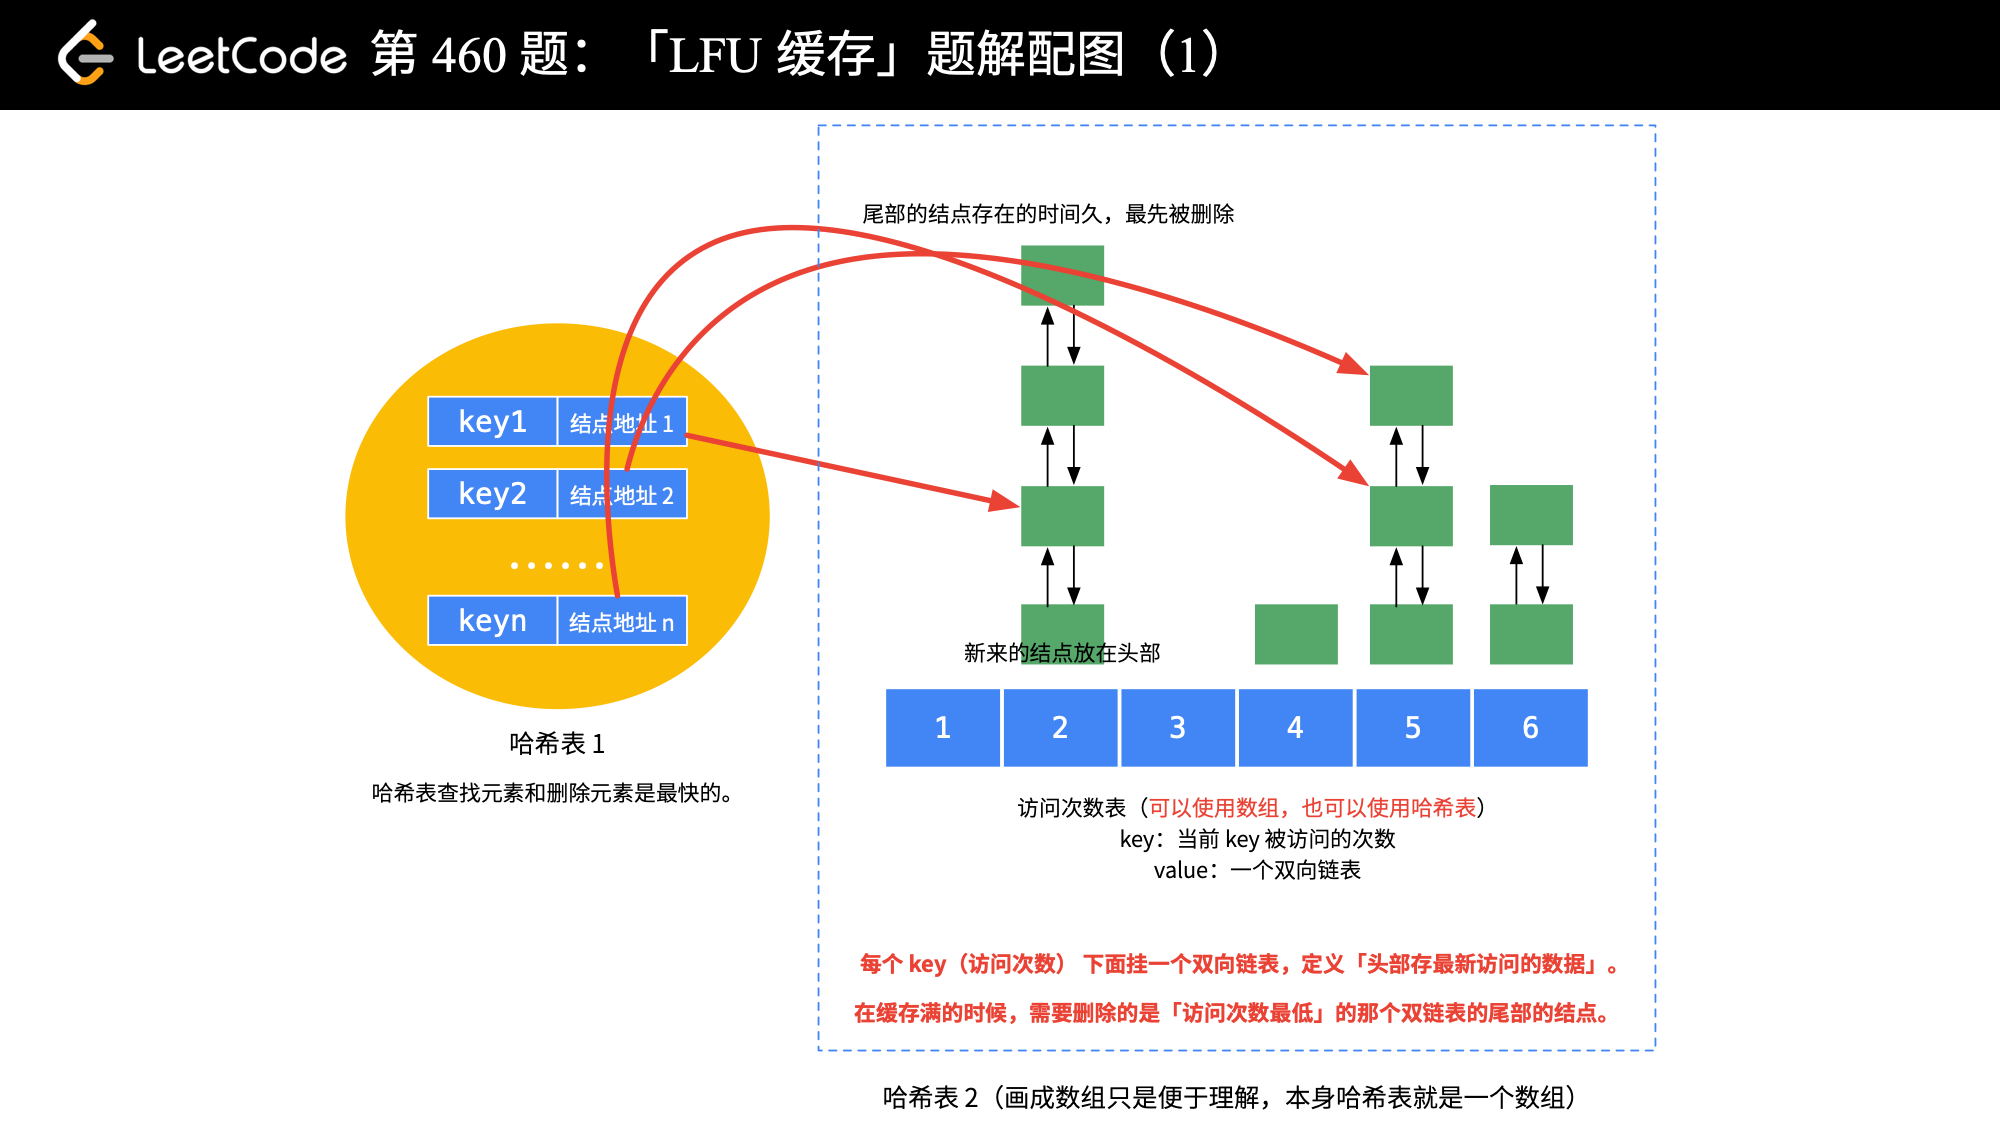 LeetCode 第 460 题：「LFU 缓存」题解配图（1）
尾部的结点存在的时间久，最先被删除
key1 结点地址 1
key2 结点地址 2
······
keyn 结点地址 n
哈希表 1
哈希表查找元素和删除元素是最快的。
新来的结点放在头部
1 2 3 4 5 6
访问次数表（可以使用数组，也可以使用哈希表）
key：当前 key 被访问的次数
value：一个双向链表
每个 key（访问次数） 下面挂一个双向链表，定义「头部存最新访问的数据」。
在缓存满的时候，需要删除的是「访问次数最低」的那个双链表的尾部的结点。
哈希表 2（画成数组只是便于理解，本身哈希表就是一个数组）